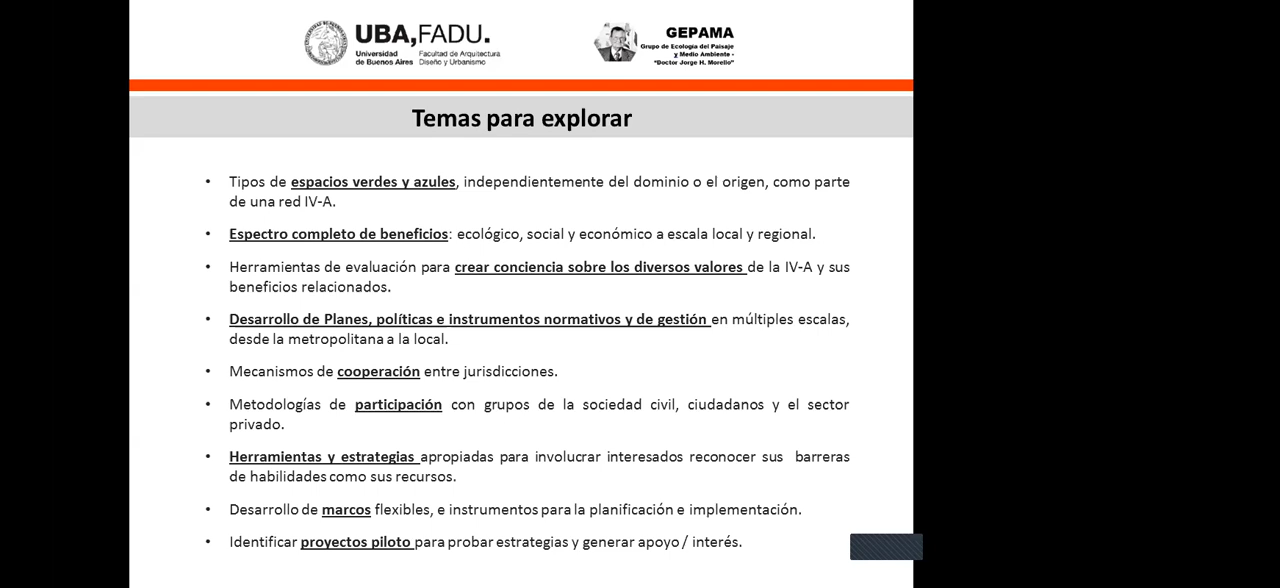 UBA,FADU.
Universidad
de Buenos Aires
Facultad de Arquitectura
Diseño y Urbanismo
GEPAMA
Grupo de Ecología del Paisaje
y Medio Ambiente -
"Doctor Jorge H. Morello"
Temas para explorar
• Tipos de espacios verdes y azules, independientemente del dominio o el origen, como parte
de una red IV-A.
• Espectro completo de beneficios: ecológico, social y económico a escala local y regional.
• Herramientas de evaluación para crear conciencia sobre los diversos valores de la IV-A y sus
beneficios relacionados.
• Desarrollo de Planes, políticas e instrumentos normativos y de gestión en múltiples escalas,
desde la metropolitana a la local.
• Mecanismos de cooperación entre jurisdicciones.
• Metodologías de participación con grupos de la sociedad civil, ciudadanos y el sector
privado.
• Herramientas y estrategias apropiadas para involucrar interesados reconocer sus barreras
de habilidades como sus recursos.
• Desarrollo de marcos flexibles, e instrumentos para la planificación e implementación.
• Identificar proyectos piloto para probar estrategias y generar apoyo / interés.